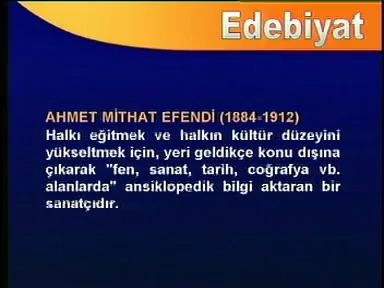 Edebiyat
AHMET MİTHAT EFENDİ (1884-1912)
Halkı eğitmek ve halkın kültür düzeyini
yükseltmek için, yeri geldikçe konu dışına
çıkarak "fen, sanat, tarih, coğrafya vb.
alanlarda" ansiklopedik bilgi aktaran bir
sanatçıdır.